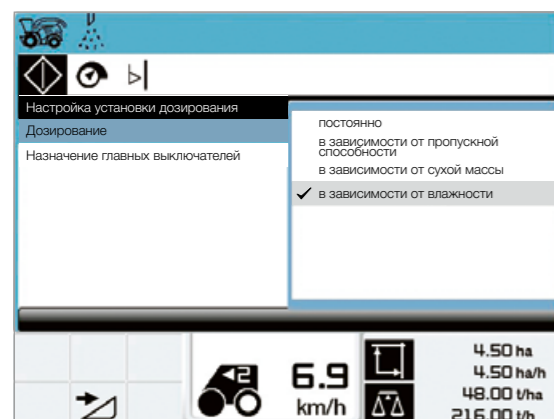 Настройка установки дозирования
Дозирование
Назначение главных выключателей
постоянно
в зависимости от пропускной
способности
в зависимости от сухой массы
в зависимости от влажности
2
6.9
km/h
4.50 ha
4.50 ha/h
48.00 t/ha
216.00 t/h